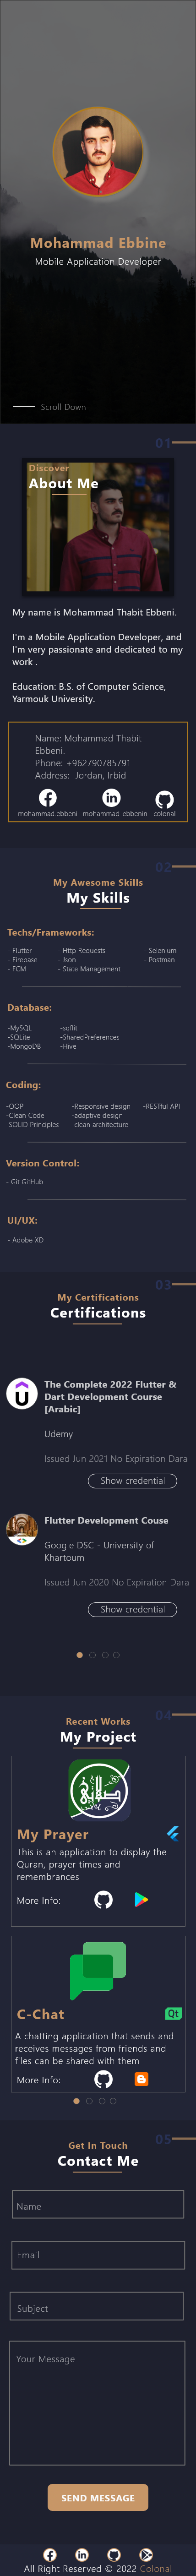 Mohammad Ebbine
Mobile Application Developer
Scroll Down
01
Discover
About Me
My name is Mohammad Thabit Ebbeni.
I'm a Mobile Application Developer, and
I'm very passionate and dedicated to my
work .
Education: B.S. of Computer Science,
Yarmouk University.
Name: Mohammad Thabit
Ebbeni.
Phone: +962790785791
Address:  Jordan, Irbid
mohammad.ebbeni mohammad-ebbenin colonal
02
My Awesome Skills
My Skills
Techs/Frameworks:
- Flutter - Http Requests - Selenium
- Firebase - Json - Postman
- FCM - State Management
Database:
-MySQL -sqflit
-SQLite -SharedPreferences
-MongoDB -Hive
Coding:
-OOP -Responsive design -RESTful API
-Clean Code -adaptive design
-SOLID Principles -clean architecture
Version Control:
- Git GitHub
UI/UX:
- Adobe XD
03
My Certifications
Certifications
The Complete 2022 Flutter &
Dart Development Course
[Arabic]
Udemy
Issued Jun 2021 No Expiration Dara
Show credential
Flutter Development Couse
Google DSC - University of
Khartoum
Issued Jun 2020 No Expiration Dara
Show credential
04
Recent Works
My Project
My Prayer
This is an application to display the
Quran, prayer times and
remembrances
More Info:
C-Chat
Qt
A chatting application that sends and
receives messages from friends and
files can be shared with them
More Info:
05
Get In Touch
Contact Me
Name
Email
Subject
Your Message
SEND MESSAGE
All Right Reserved © 2022 Colonal